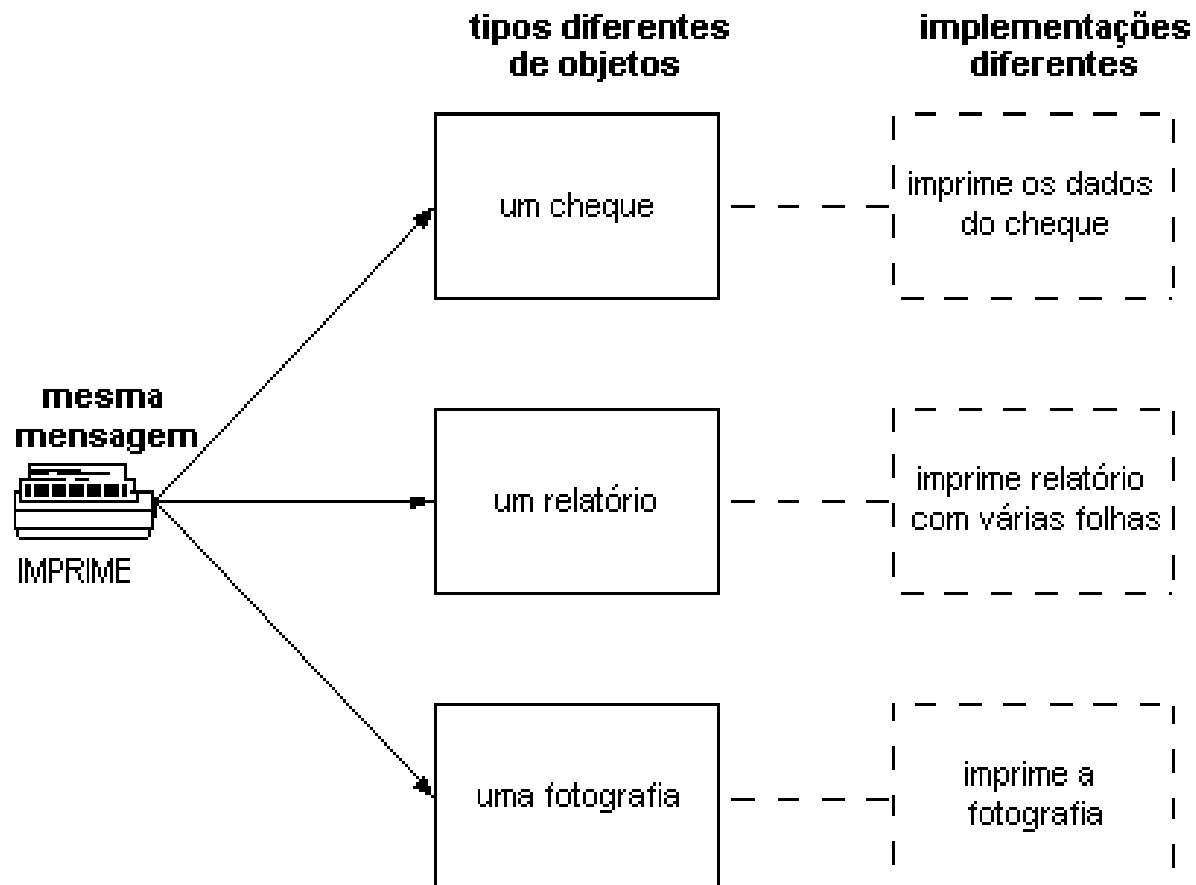 tipos diferentes
de objetos
implementações
diferentes
um cheque
imprime os dados
do cheque
mesma
mensagem
IMPRIME
um relatório
imprime relatório
com várias folhas
uma fotografia
imprime a
fotografia